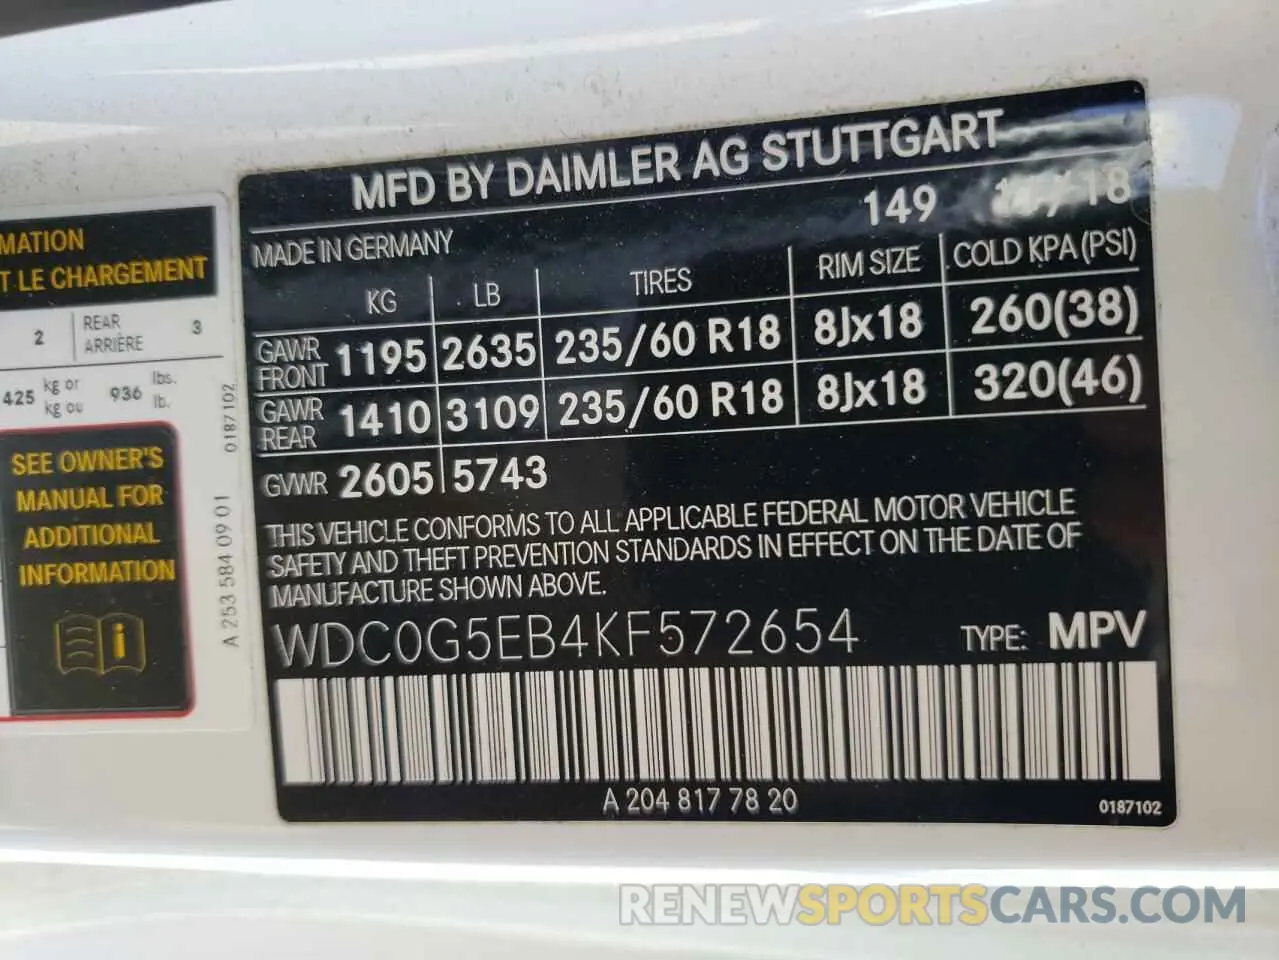 MATION
T LE CHARGEMENT
2 REAR ARRIÈRE 3
425 kg or kg ou 936 lbs. lb.
SEE OWNER'S
MANUAL FOR
ADDITIONAL
INFORMATION
0187102
A 253 584 09 01
MFD BY DAIMLER AG STUTTGART
149 /18
MADE IN GERMANY
KG LB TIRES RIM SIZE COLD KPA (PSI)
GAWR FRONT 1195 2635 235/60 R18 8Jx18 260(38)
GAWR REAR 1410 3109 235/60 R18 8Jx18 320(46)
GVWR 2605 5743
THIS VEHICLE CONFORMS TO ALL APPLICABLE FEDERAL MOTOR VEHICLE
SAFETY AND THEFT PREVENTION STANDARDS IN EFFECT ON THE DATE OF
MANUFACTURE SHOWN ABOVE.
WDC0G5EB4KF572654 TYPE: MPV
A 204 817 78 20
0187102
RENEWSPORTSCARS.COM